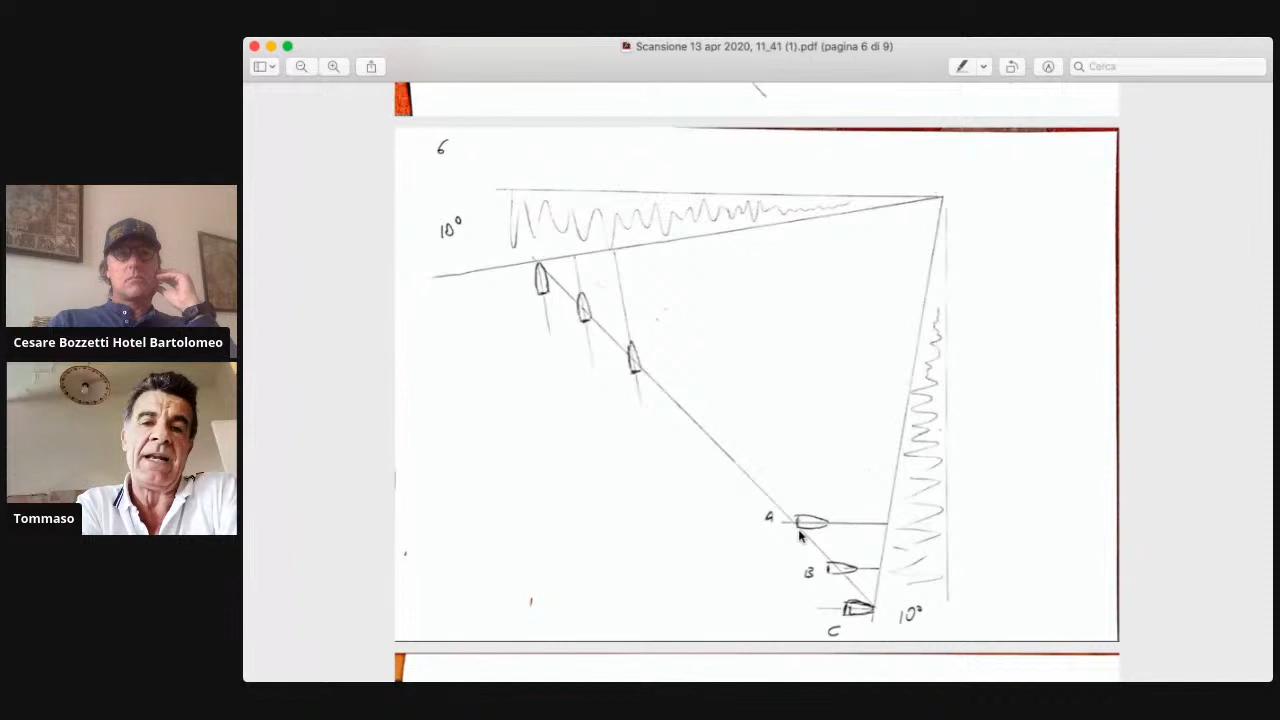 Scansione 13 apr 2020, 11_41 (1).pdf (pagina 6 di 9)
Cerca
6
10°
Cesare Bozzetti Hotel Bartolomeo
Tommaso
A
B
C
10°